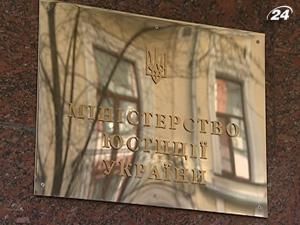 24
МІНІСТЕРСТВО
ЮСТИЦІЇ
УКРАЇНИ